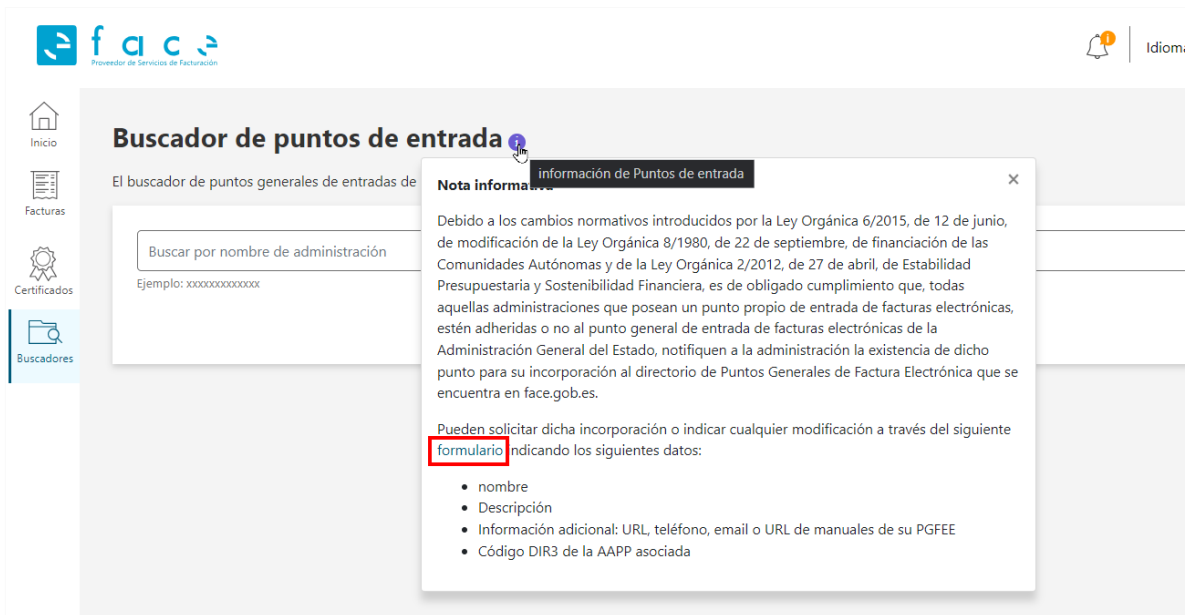 face
Proveedor de Servicios de Facturación
Idioma
Inicio
Facturas
Certificados
Buscadores
Buscador de puntos de entrada
información de Puntos de entrada
El buscador de puntos generales de entradas de
Buscar por nombre de administración
Ejemplo: xxxxxxxxxxxxx
Nota informativa
Debido a los cambios normativos introducidos por la Ley Orgánica 6/2015, de 12 de junio,
de modificación de la Ley Orgánica 8/1980, de 22 de septiembre, de financiación de las
Comunidades Autónomas y de la Ley Orgánica 2/2012, de 27 de abril, de Estabilidad
Presupuestaria y Sostenibilidad Financiera, es de obligado cumplimiento que, todas
aquellas administraciones que posean un punto propio de entrada de facturas electrónicas,
estén adheridas o no al punto general de entrada de facturas electrónicas de la
Administración General del Estado, notifiquen a la administración la existencia de dicho
punto para su incorporación al directorio de Puntos Generales de Factura Electrónica que se
encuentra en face.gob.es.
Pueden solicitar dicha incorporación o indicar cualquier modificación a través del siguiente
formulario indicando los siguientes datos:
• nombre
• Descripción
• Información adicional: URL, teléfono, email o URL de manuales de su PGFEE
• Código DIR3 de la AAPP asociada